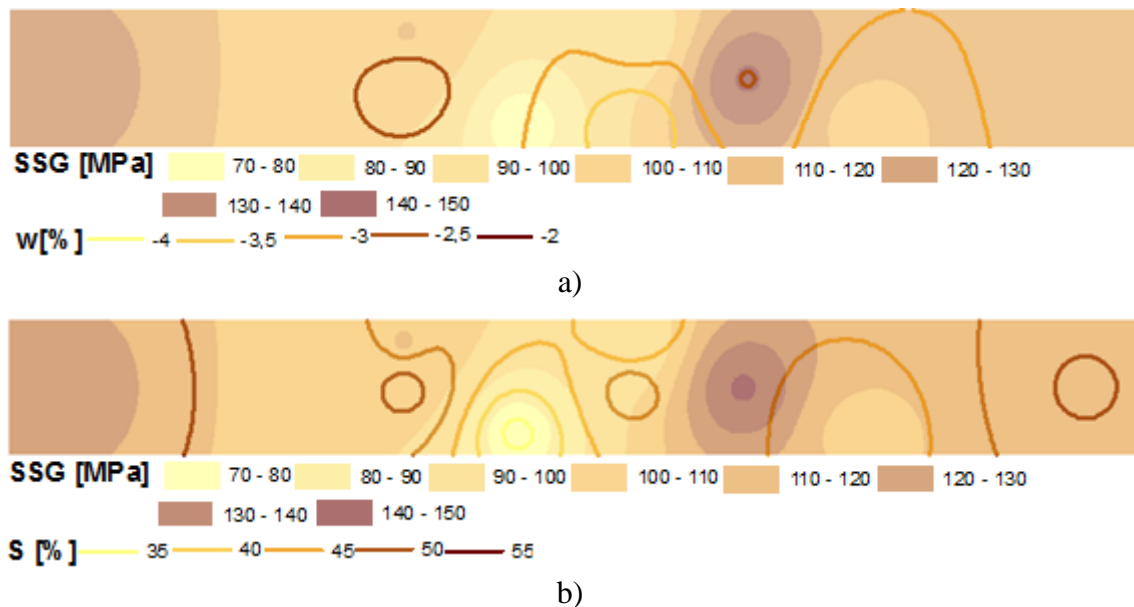 SSG [MPa] 70 - 80 80 - 90 90 - 100 100 - 110 110 - 120 120 - 130
130 - 140 140 - 150
w[% ] -4 -3,5 -3 -2,5 -2
a)
SSG [MPa] 70 - 80 80 - 90 90 - 100 100 - 110 110 - 120 120 - 130
130 - 140 140 - 150
S [%] 35 40 45 50 55
b)